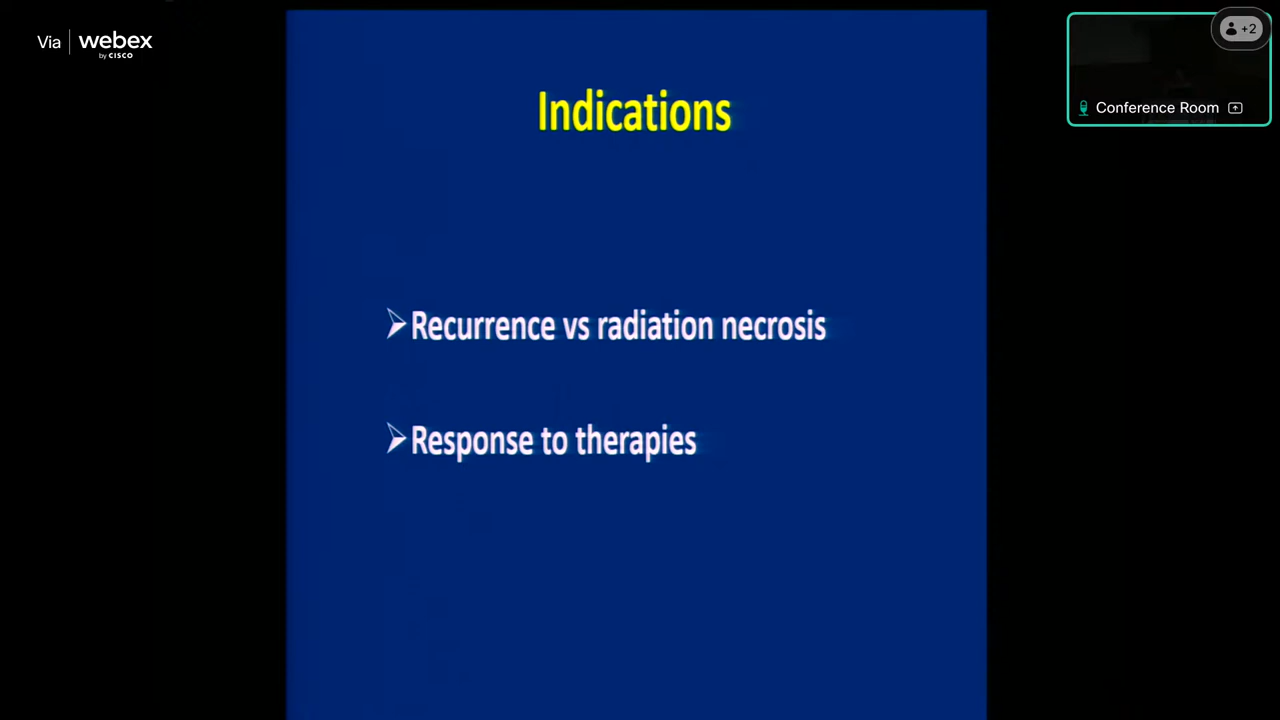 Via webex
by CISCO
+2
Conference Room
Indications
Recurrence vs radiation necrosis
Response to therapies